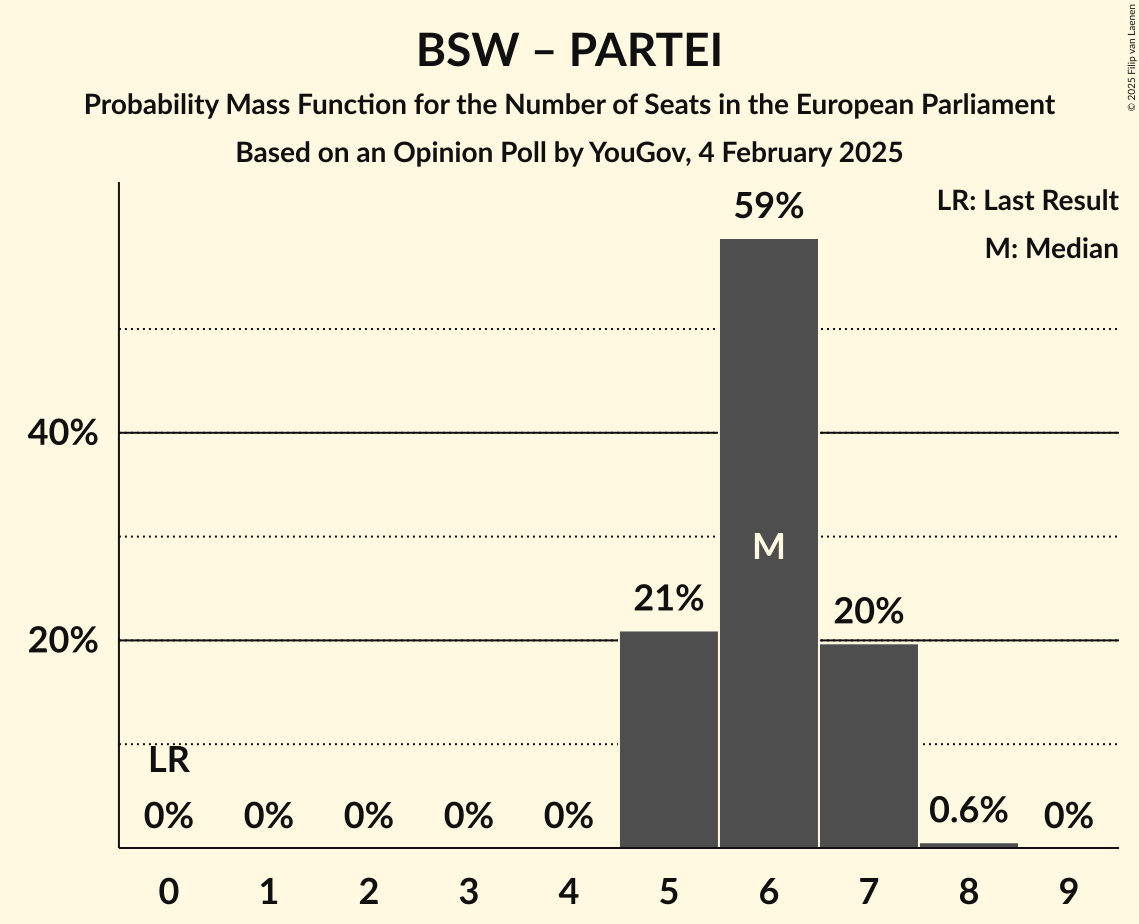 BSW – PARTEI
Probability Mass Function for the Number of Seats in the European Parliament
Based on an Opinion Poll by YouGov, 4 February 2025
© 2025 Filip van Laenen
LR: Last Result
M: Median
59%
40%
M
21%
20%
20%
LR
0%
0%
0%
0%
0%
0.6%
0%
0
1
2
3
4
5
6
7
8
9